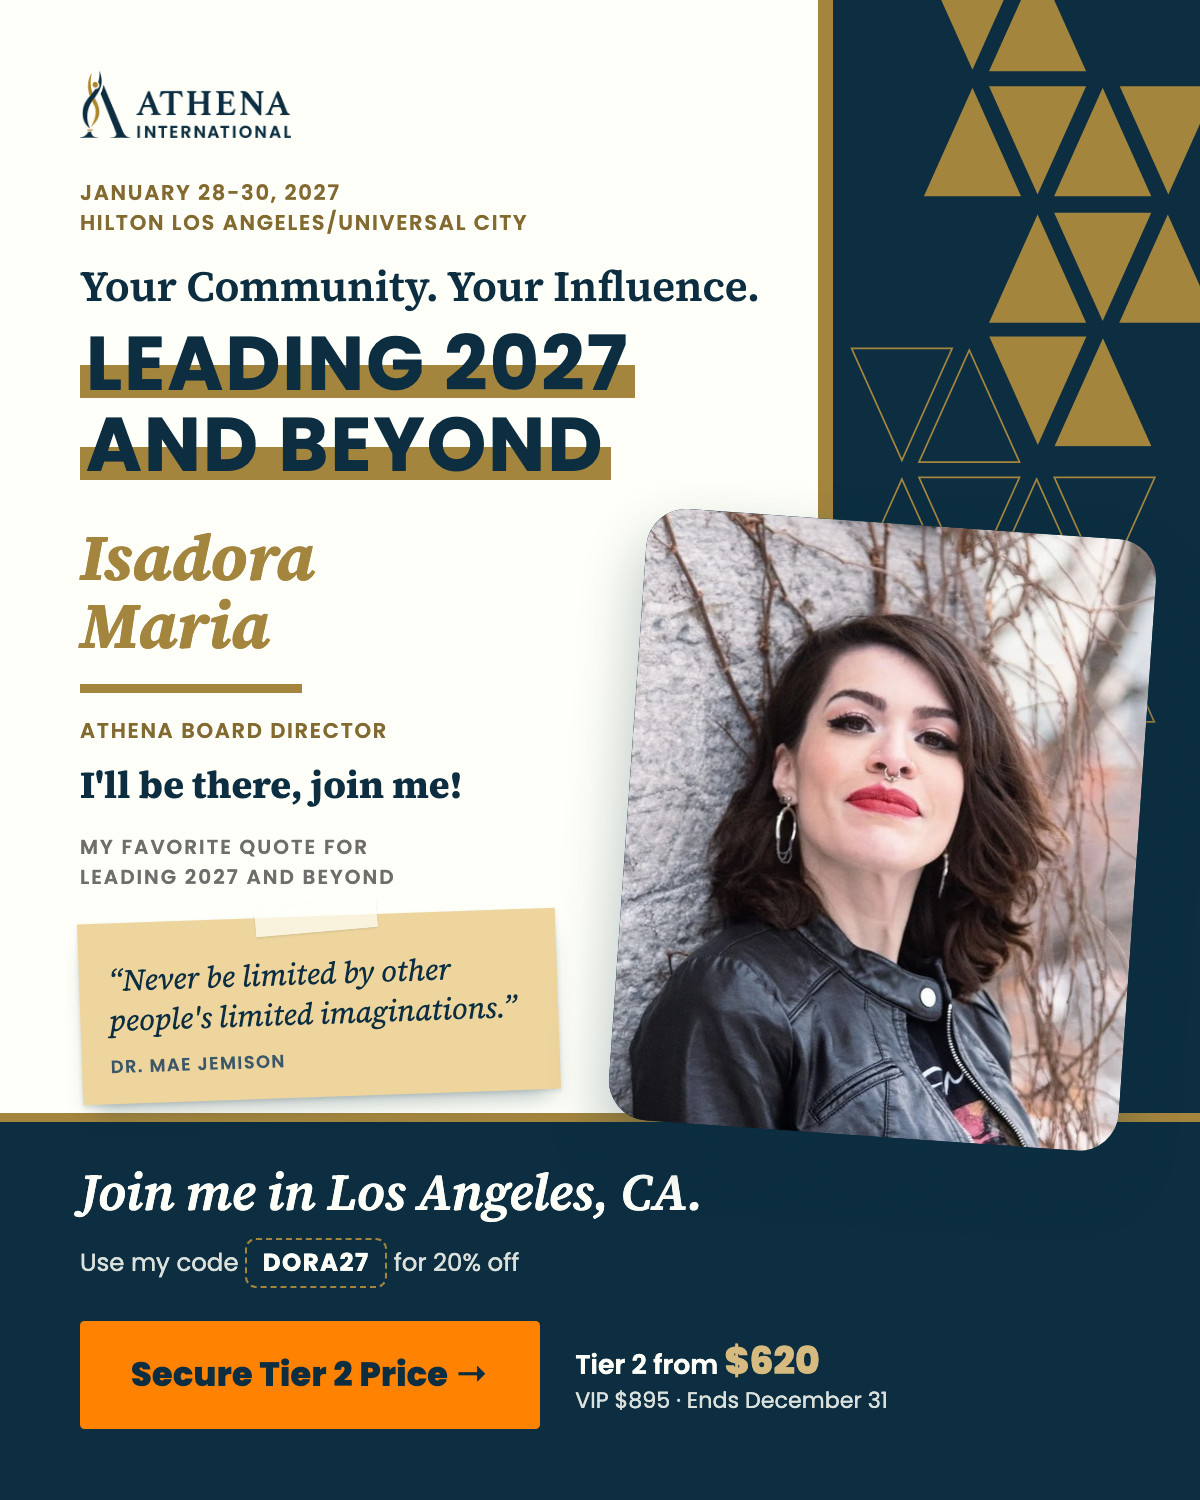 ATHENA
INTERNATIONAL
JANUARY 28-30, 2027
HILTON LOS ANGELES/UNIVERSAL CITY
Your Community. Your Influence.
LEADING 2027
AND BEYOND
Isadora
Maria
ATHENA BOARD DIRECTOR
I'll be there, join me!
MY FAVORITE QUOTE FOR
LEADING 2027 AND BEYOND
“Never be limited by other
people's limited imaginations.”
DR. MAE JEMISON
Join me in Los Angeles, CA.
Use my code DORA27 for 20% off
Secure Tier 2 Price →
Tier 2 from $620
VIP $895 · Ends December 31